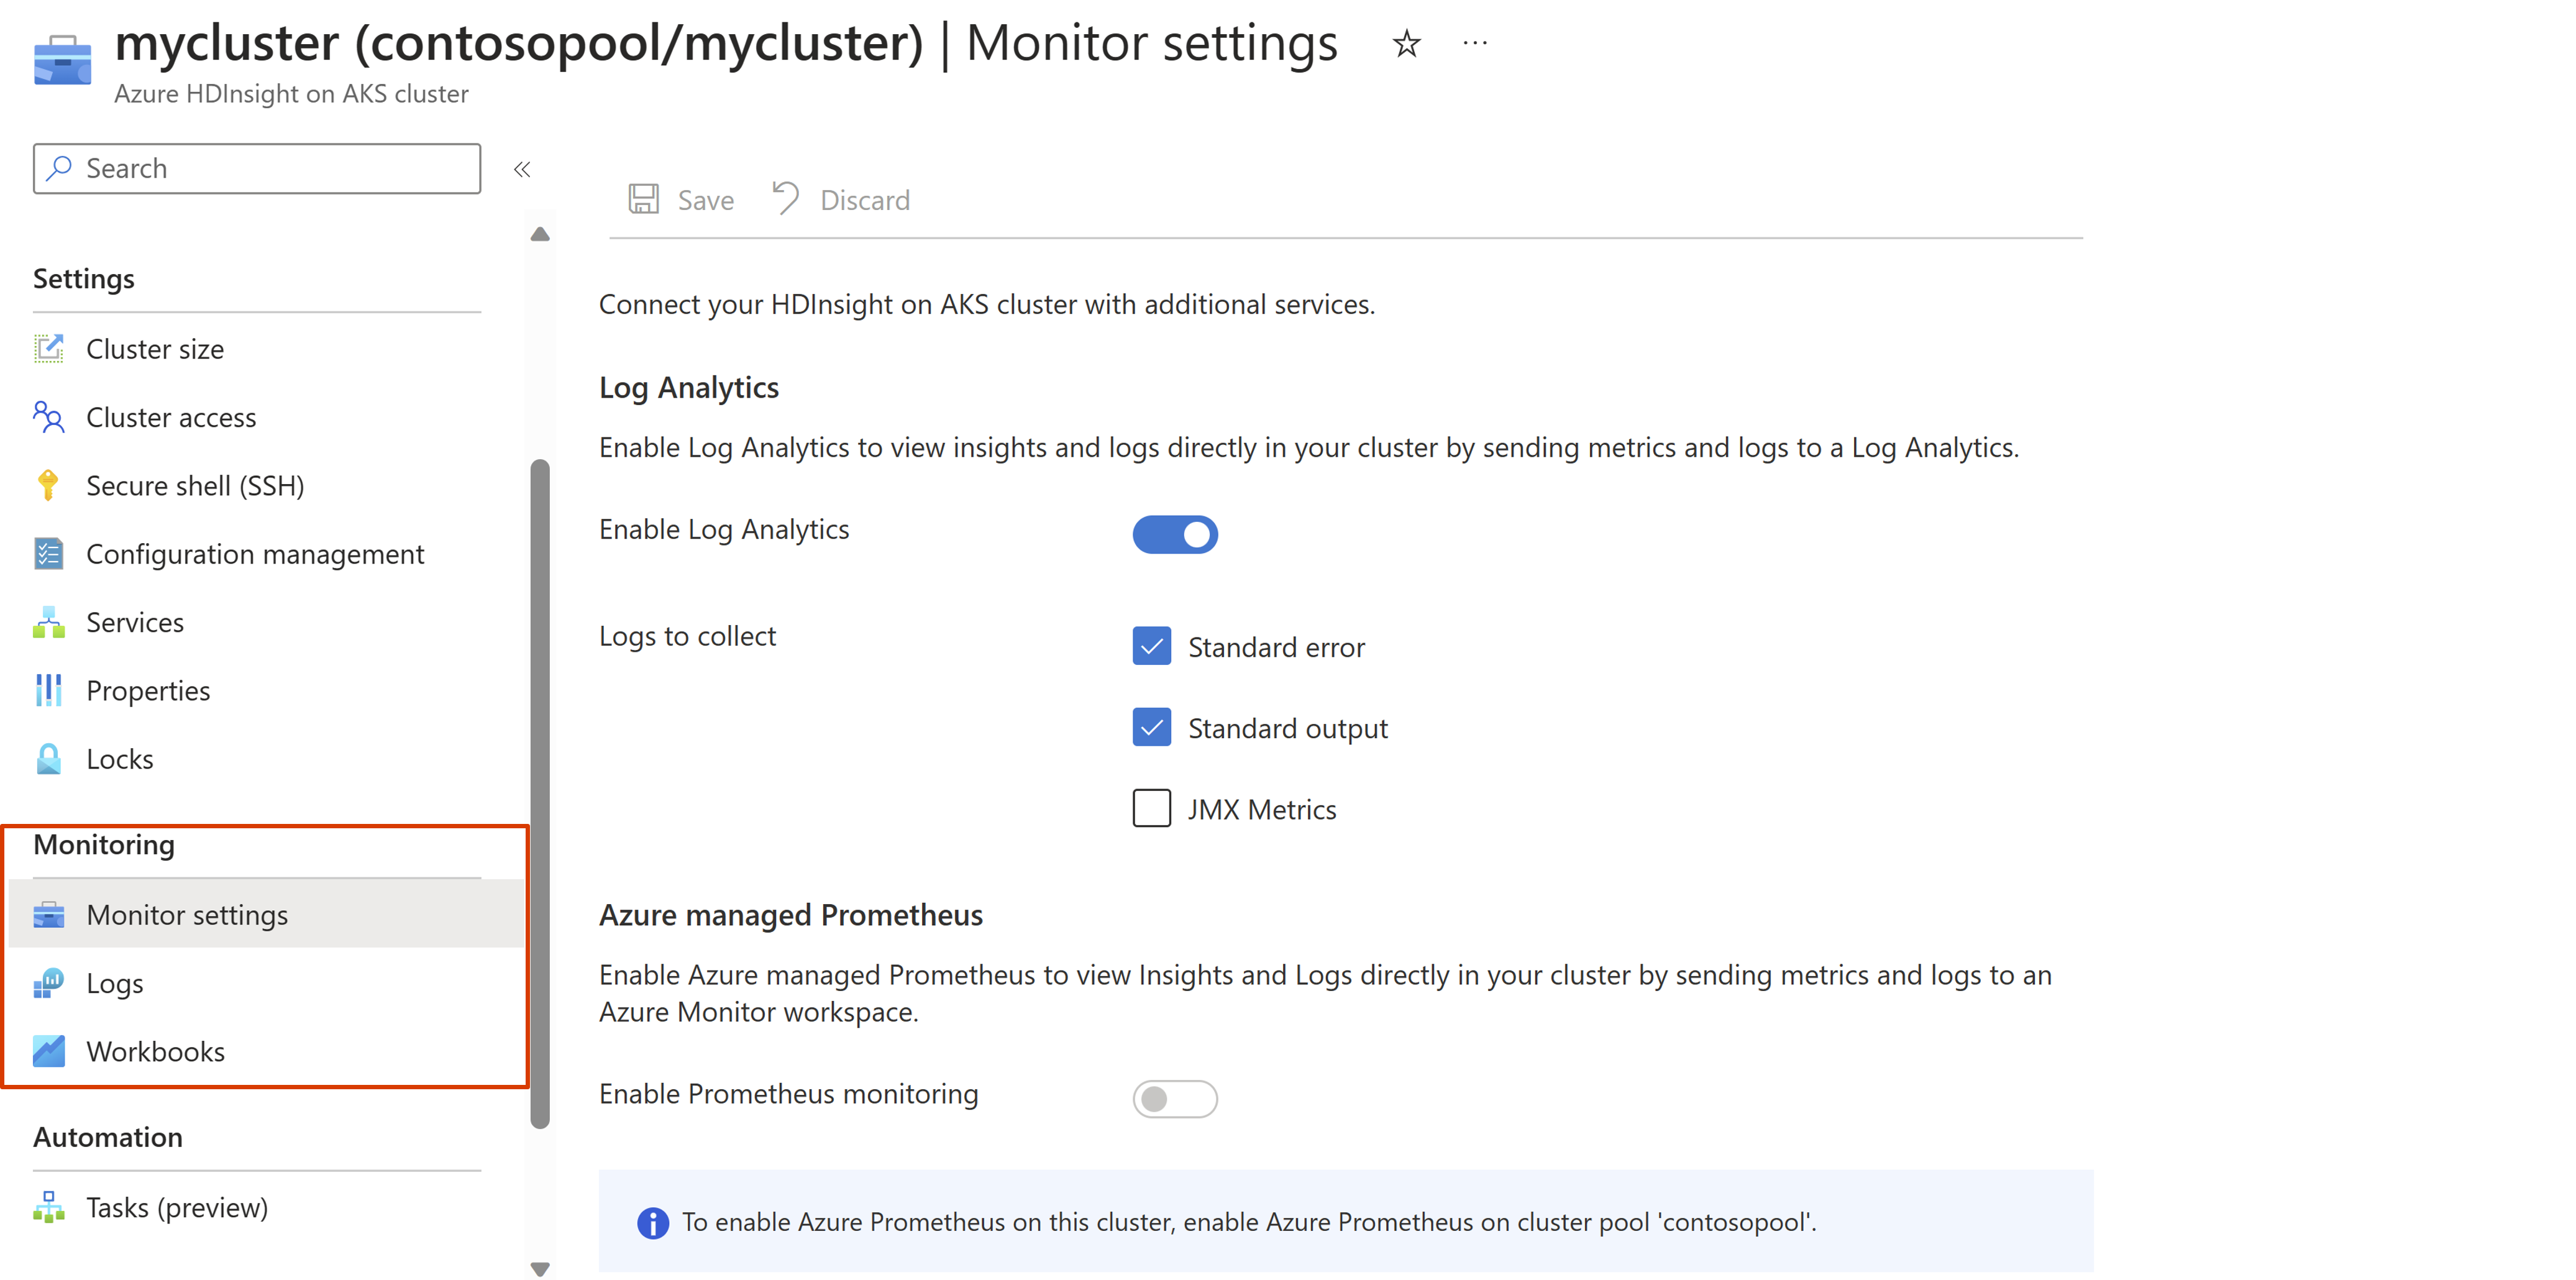 mycluster (contosopool/mycluster) | Monitor settings
Azure HDInsight on AKS cluster
Search
Settings
Cluster size
Cluster access
Secure shell (SSH)
Configuration management
Services
Properties
Locks
Monitoring
Monitor settings
Logs
Workbooks
Automation
Tasks (preview)
Save Discard
Connect your HDInsight on AKS cluster with additional services.
Log Analytics
Enable Log Analytics to view insights and logs directly in your cluster by sending metrics and logs to a Log Analytics.
Enable Log Analytics
Logs to collect
Standard error
Standard output
JMX Metrics
Azure managed Prometheus
Enable Azure managed Prometheus to view Insights and Logs directly in your cluster by sending metrics and logs to an
Azure Monitor workspace.
Enable Prometheus monitoring
To enable Azure Prometheus on this cluster, enable Azure Prometheus on cluster pool 'contosopool'.